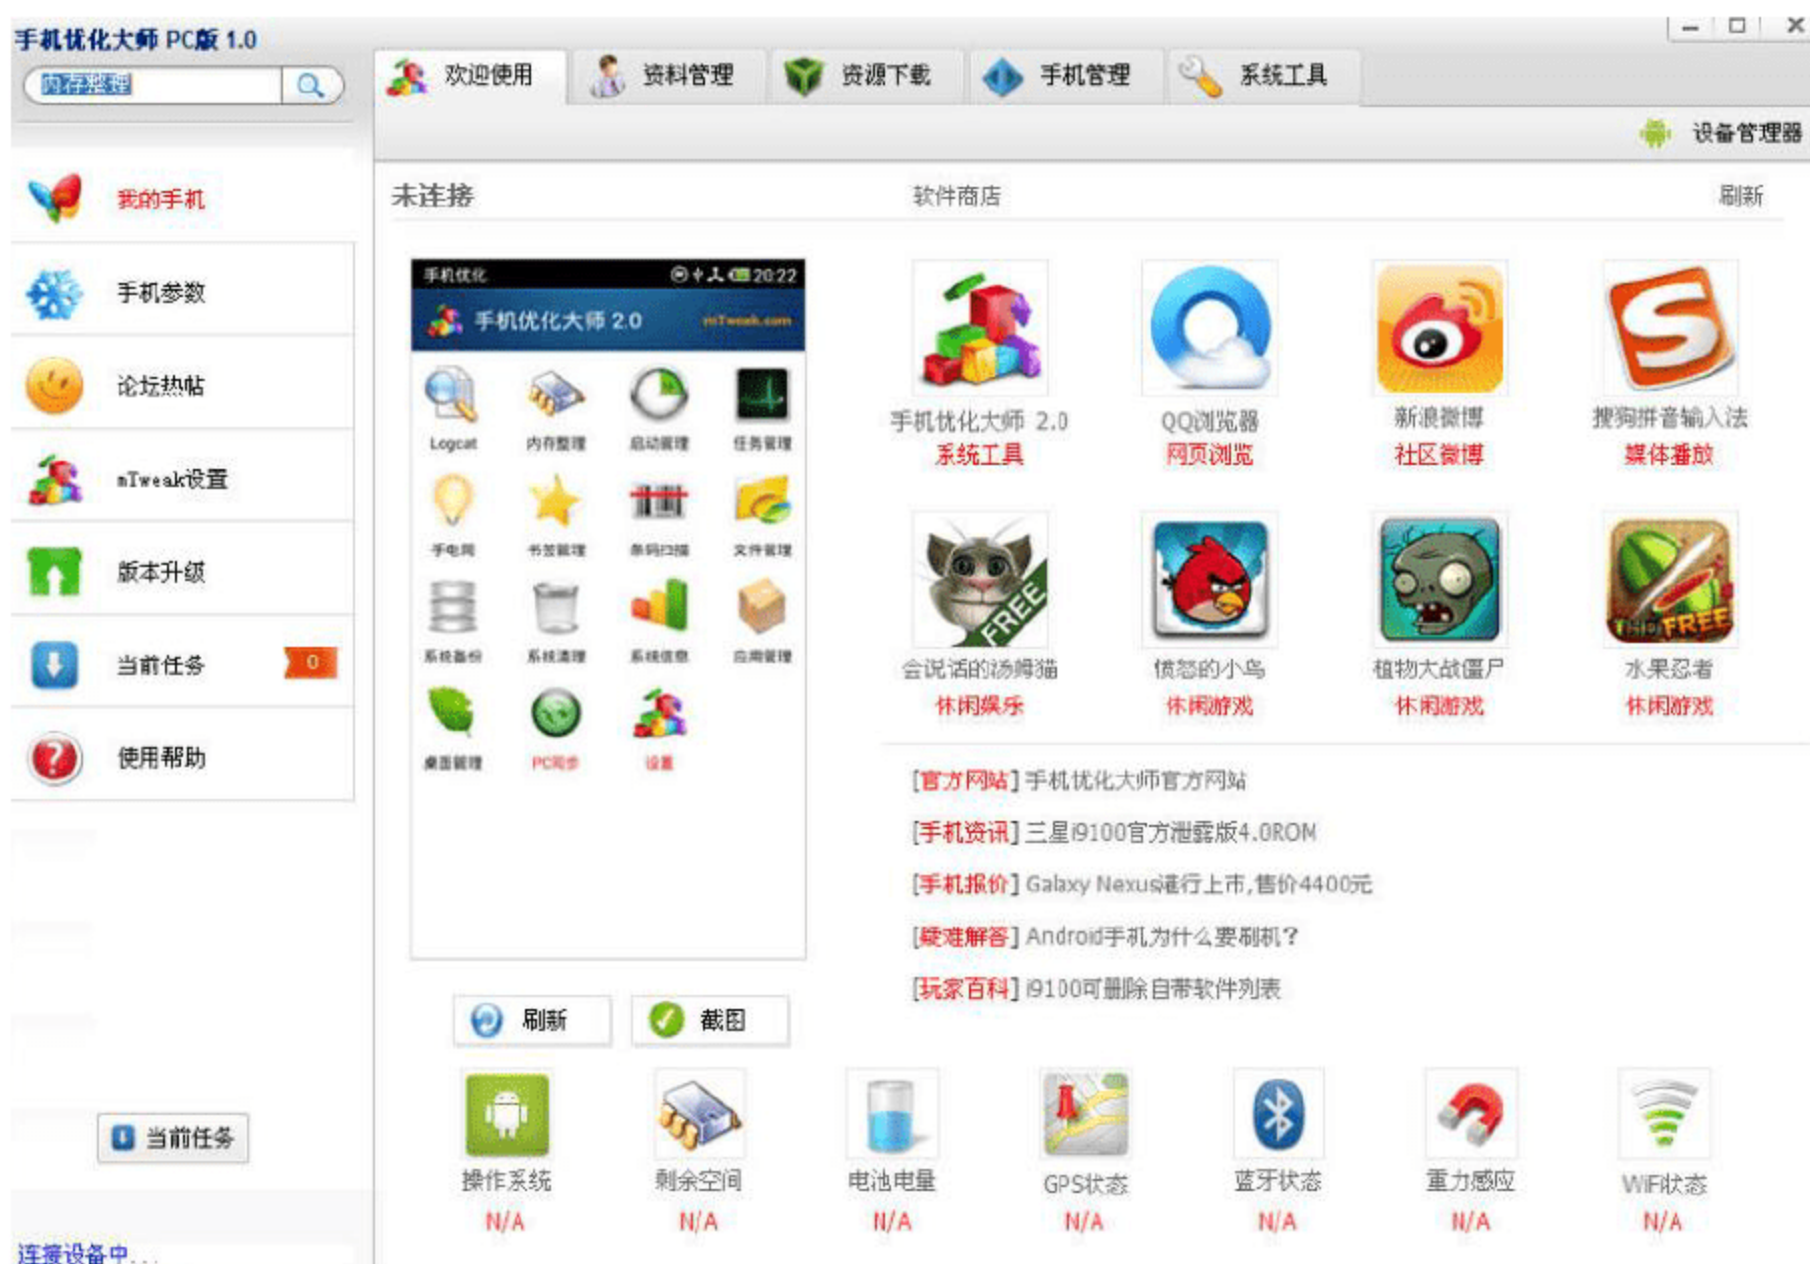 手机优化大师 PC版 1.0
内存整理
欢迎使用
资料管理
资源下载
手机管理
系统工具
设备管理器
我的手机
手机参数
论坛热帖
mTweak设置
版本升级
当前任务 0
使用帮助
当前任务
连接设备中...
未连接
手机优化 20:22
手机优化大师 2.0 mTweak.com
Logcat 内存整理 启动管理 任务管理
手电筒 书签管理 条码扫描 文件管理
系统备份 系统清理 系统信息 应用管理
桌面管理 PC同步 设置
刷新 截图
软件商店 刷新
手机优化大师 2.0 QQ浏览器 新浪微博 搜狗拼音输入法
系统工具 网页浏览 社区微博 媒体播放
FREE THD FREE
会说话的汤姆猫 愤怒的小鸟 植物大战僵尸 水果忍者
休闲娱乐 休闲游戏 休闲游戏 休闲游戏
[官方网站] 手机优化大师官方网站
[手机资讯] 三星i9100官方泄露版4.0ROM
[手机报价] Galaxy Nexus港行上市,售价4400元
[疑难解答] Android手机为什么要刷机？
[玩家百科] i9100可删除自带软件列表
操作系统 剩余空间 电池电量 GPS状态 蓝牙状态 重力感应 WiFi状态
N/A N/A N/A N/A N/A N/A N/A